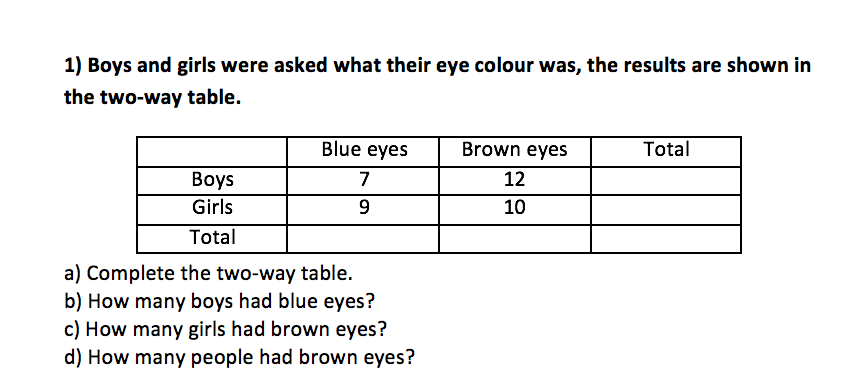 1) Boys and girls were asked what their eye colour was, the results are shown in
the two-way table.
Blue eyes Brown eyes Total
Boys 7 12
Girls 9 10
Total
a) Complete the two-way table.
b) How many boys had blue eyes?
c) How many girls had brown eyes?
d) How many people had brown eyes?